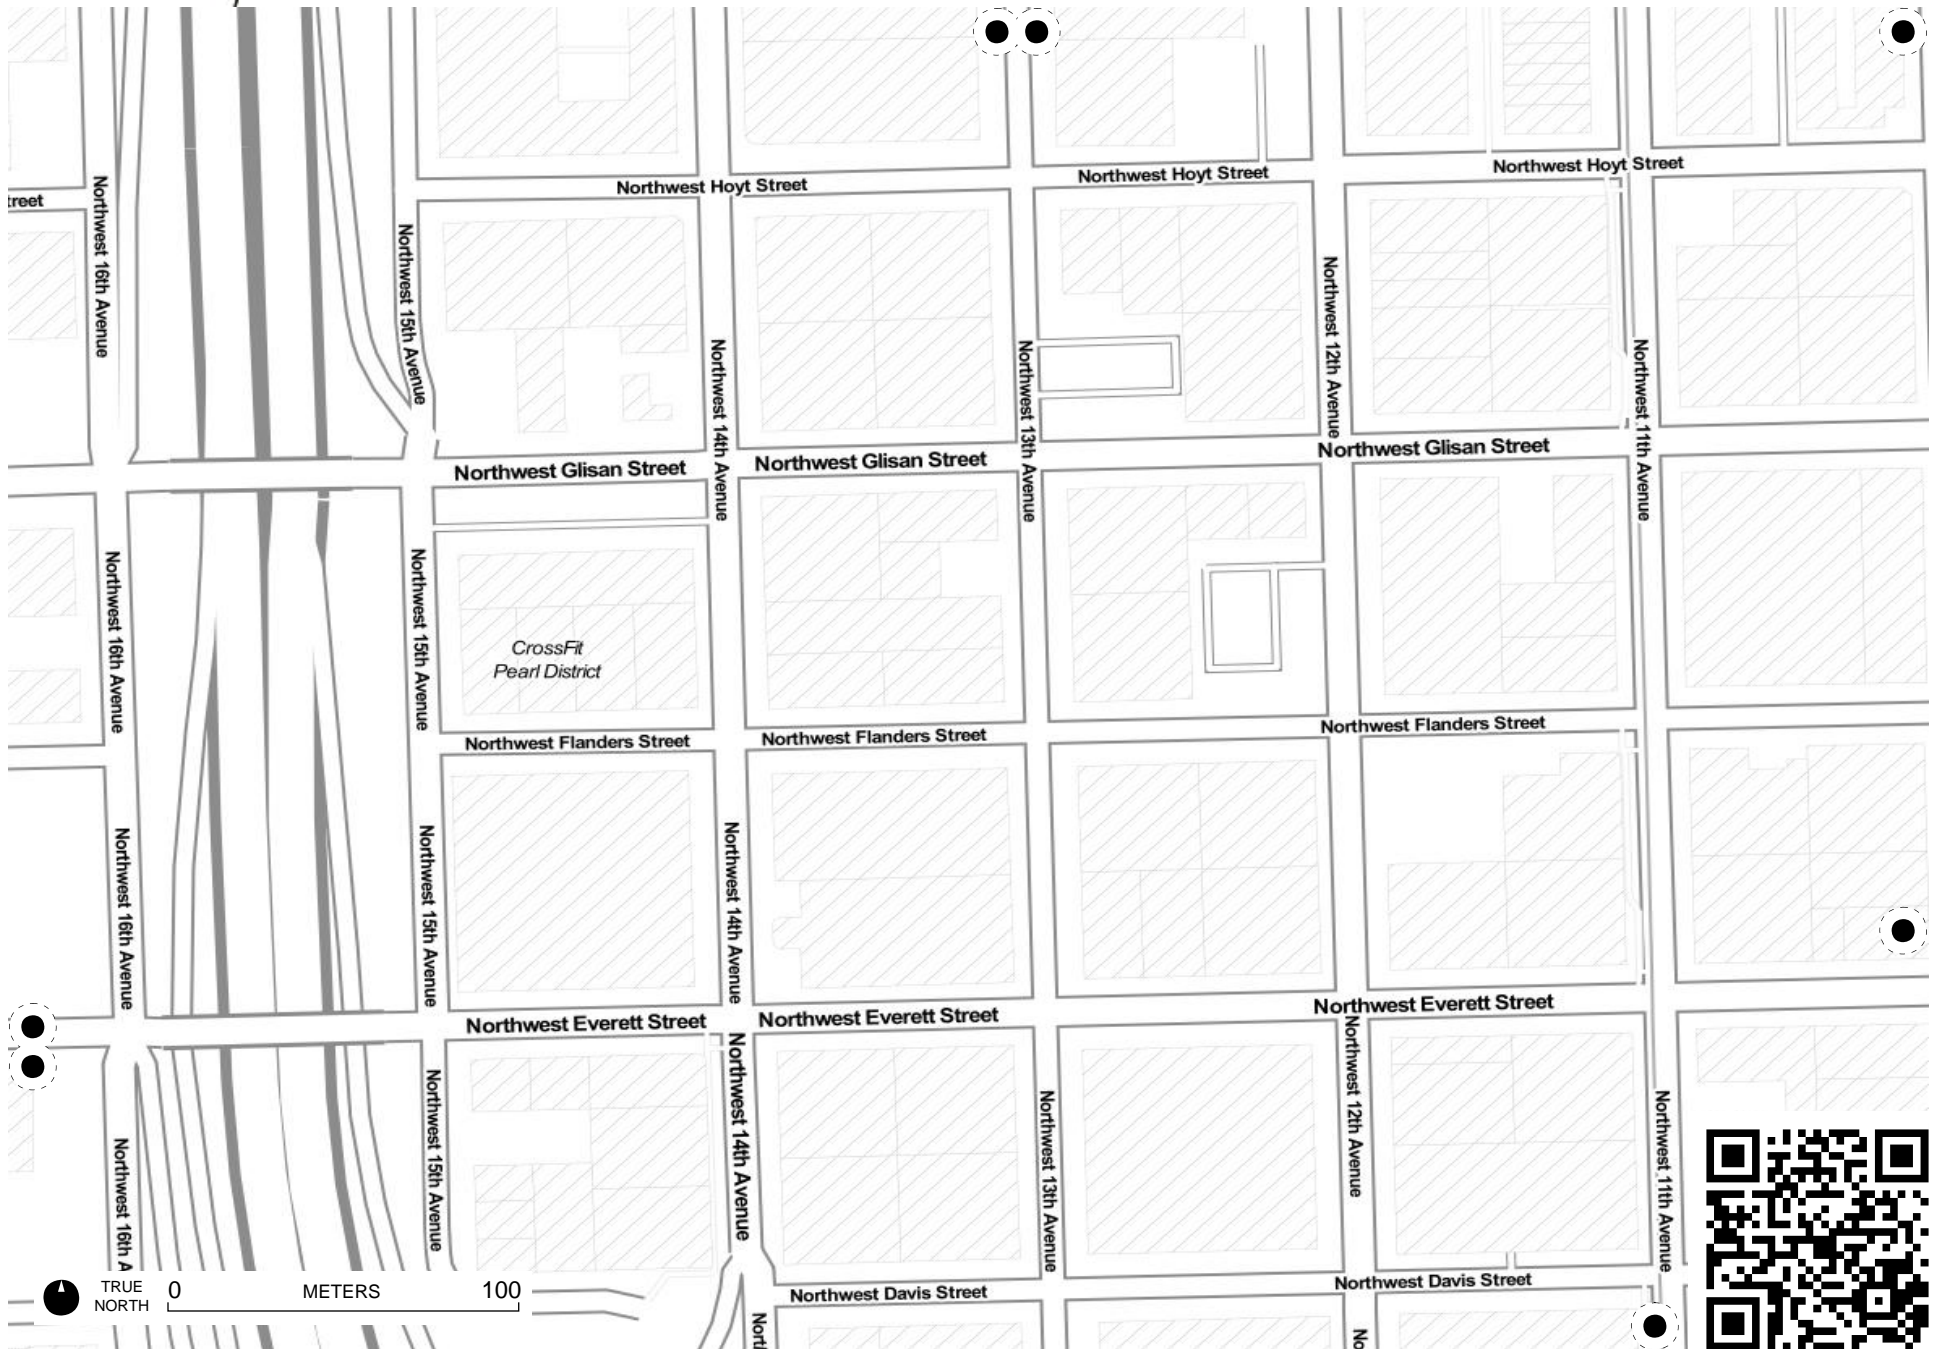 Northwest Hoyt Street
Northwest Hoyt Street
Northwest Hoyt Street
treet
Northwest 16th Avenue
Northwest 15th Avenue
Northwest 14th Avenue
Northwest 13th Avenue
Northwest 12th Avenue
Northwest 11th Avenue
Northwest Glisan Street
Northwest Glisan Street
Northwest Glisan Street
Northwest 16th Avenue
Northwest 15th Avenue
CrossFit
Pearl District
Northwest Flanders Street
Northwest Flanders Street
Northwest Flanders Street
Northwest 16th Avenue
Northwest 15th Avenue
Northwest 14th Avenue
Northwest Everett Street
Northwest Everett Street
Northwest Everett Street
Northwest 16th A
Northwest 15th Avenue
Northwest 14th Avenue
Northwest 13th Avenue
Northwest 12th Avenue
Northwest 11th Avenue
Northwest Davis Street
Northwest Davis Street
TRUE
NORTH
0 METERS 100